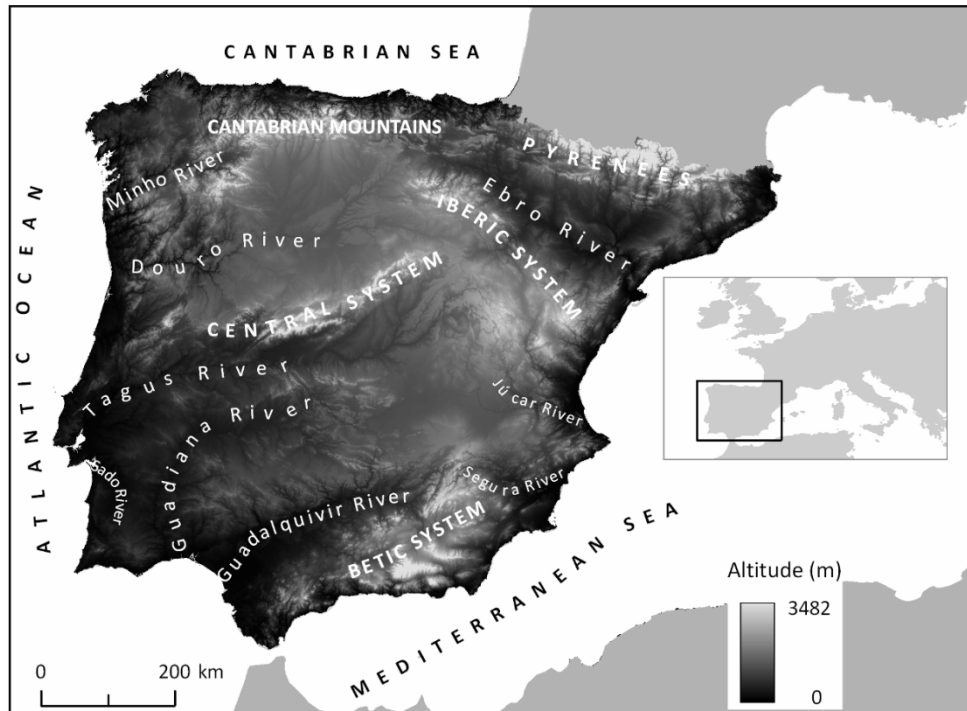 CANTABRIAN SEA
CANTABRIAN MOUNTAINS
PYRENEES
Minho River
Ebro River
IBERIC SYSTEM
Douro River
ATLANTIC OCEAN
CENTRAL SYSTEM
Tagus River
Júcar River
Guadiana River
Sado River
Segura River
Guadalquivir River
BETIC SYSTEM
MEDITERRANEAN SEA
Altitude (m)
3482
0
0 200 km